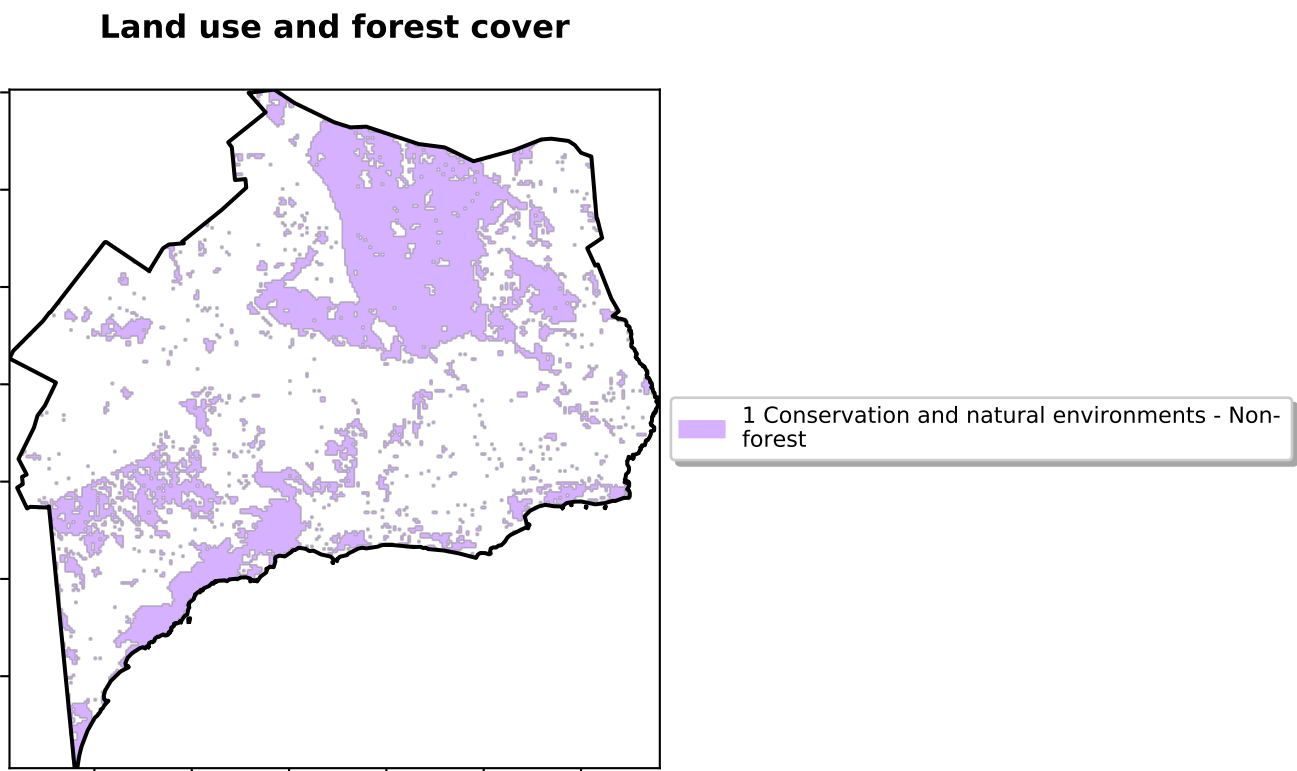 Land use and forest cover
1 Conservation and natural environments - Non-
forest